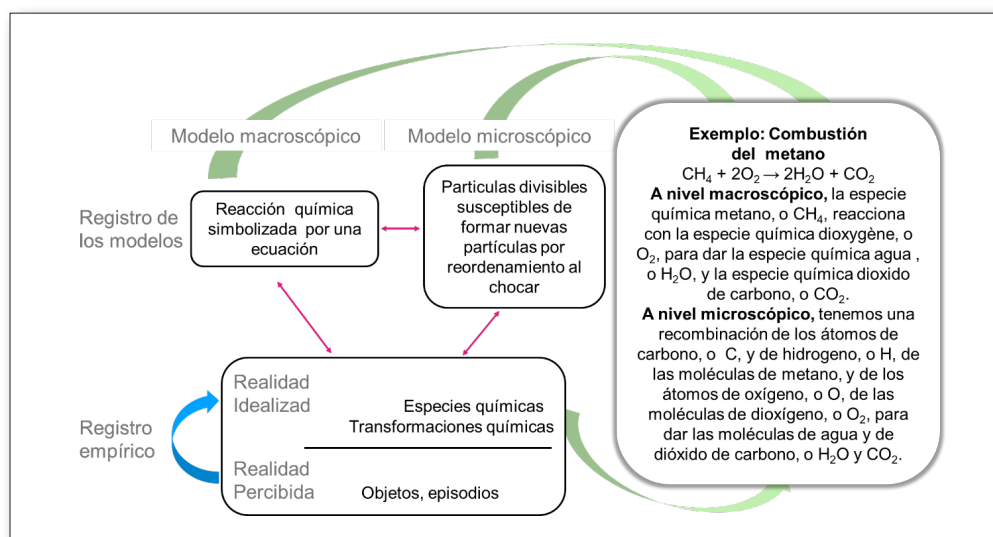 Modelo macroscópico
Modelo microscópico
Registro de
los modelos
Reacción química
simbolizada por una
ecuación
Particulas divisibles
susceptibles de
formar nuevas
partículas por
reordenamiento al
chocar
Registro
empírico
Realidad
Idealizad
Especies químicas
Transformaciones químicas
Realidad
Percibida
Objetos, episodios
Exemplo: Combustión
del metano
CH₄ + 2O₂ → 2H₂O + CO₂
A nivel macroscópico, la especie
química metano, o CH₄, reacciona
con la especie química dioxygène, o
O₂, para dar la especie química agua ,
o H₂O, y la especie química dioxido
de carbono, o CO₂.
A nivel microscópico, tenemos una
recombinación de los átomos de
carbono, o C, y de hidrogeno, o H, de
las moléculas de metano, y de los
átomos de oxígeno, o O, de las
moléculas de dioxígeno, o O₂, para
dar las moléculas de agua y de
dióxido de carbono, o H₂O y CO₂.